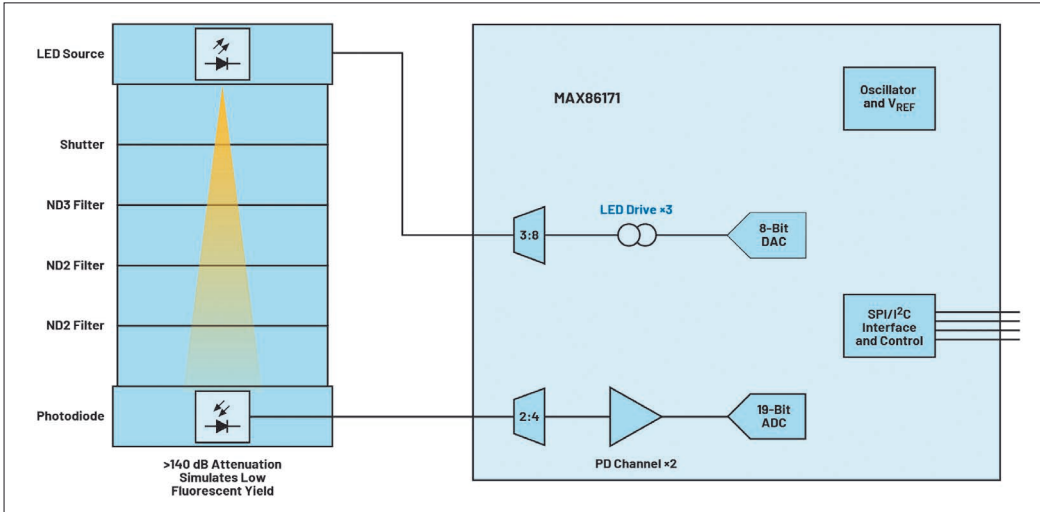 LED Source
Shutter
ND3 Filter
ND2 Filter
ND2 Filter
Photodiode
>140 dB Attenuation
Simulates Low
Fluorescent Yield
MAX86171
Oscillator
and VREF
3:8
LED Drive ×3
8-Bit
DAC
SPI/I²C
Interface
and Control
2:4
PD Channel ×2
19-Bit
ADC